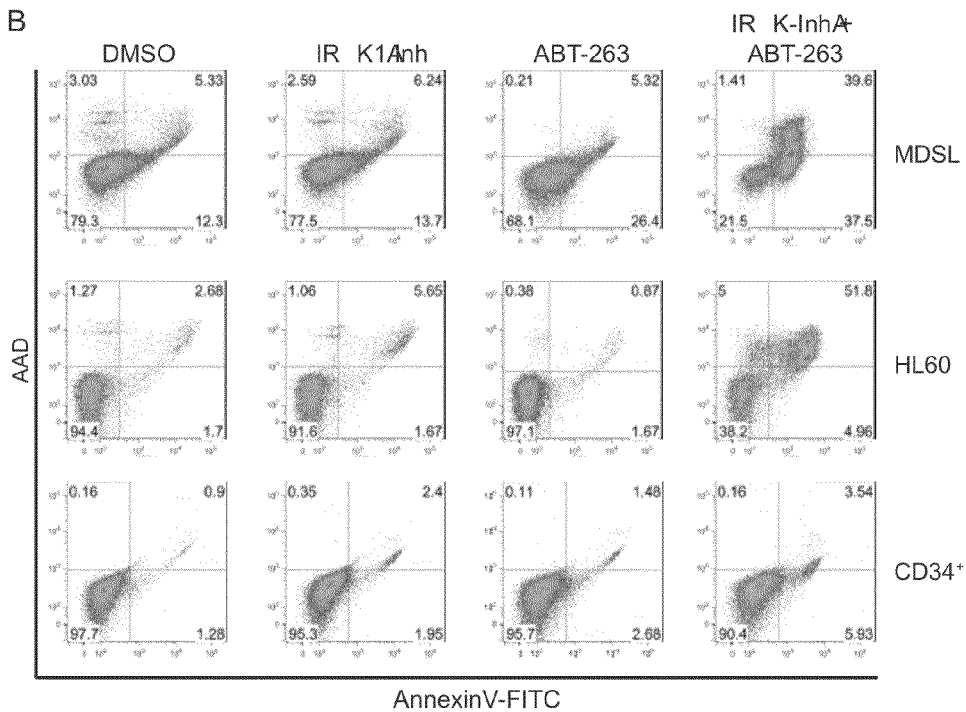 B
DMSO
IR K1Anh
ABT-263
IR K-InhA+
ABT-263
3.03 5.33
79.3 12.3
2.59 6.24
77.5 13.7
0.21 5.32
68.1 26.4
1.41 39.6
21.5 37.5
MDSL
1.27 2.68
94.4 1.7
1.06 5.65
91.6 1.67
0.38 0.87
97.1 1.67
5 51.8
38.2 4.96
HL60
0.16 0.9
97.7 1.28
0.35 2.4
95.3 1.95
0.11 1.48
95.7 2.68
0.16 3.54
90.4 5.93
CD34⁺
AAD
AnnexinV-FITC